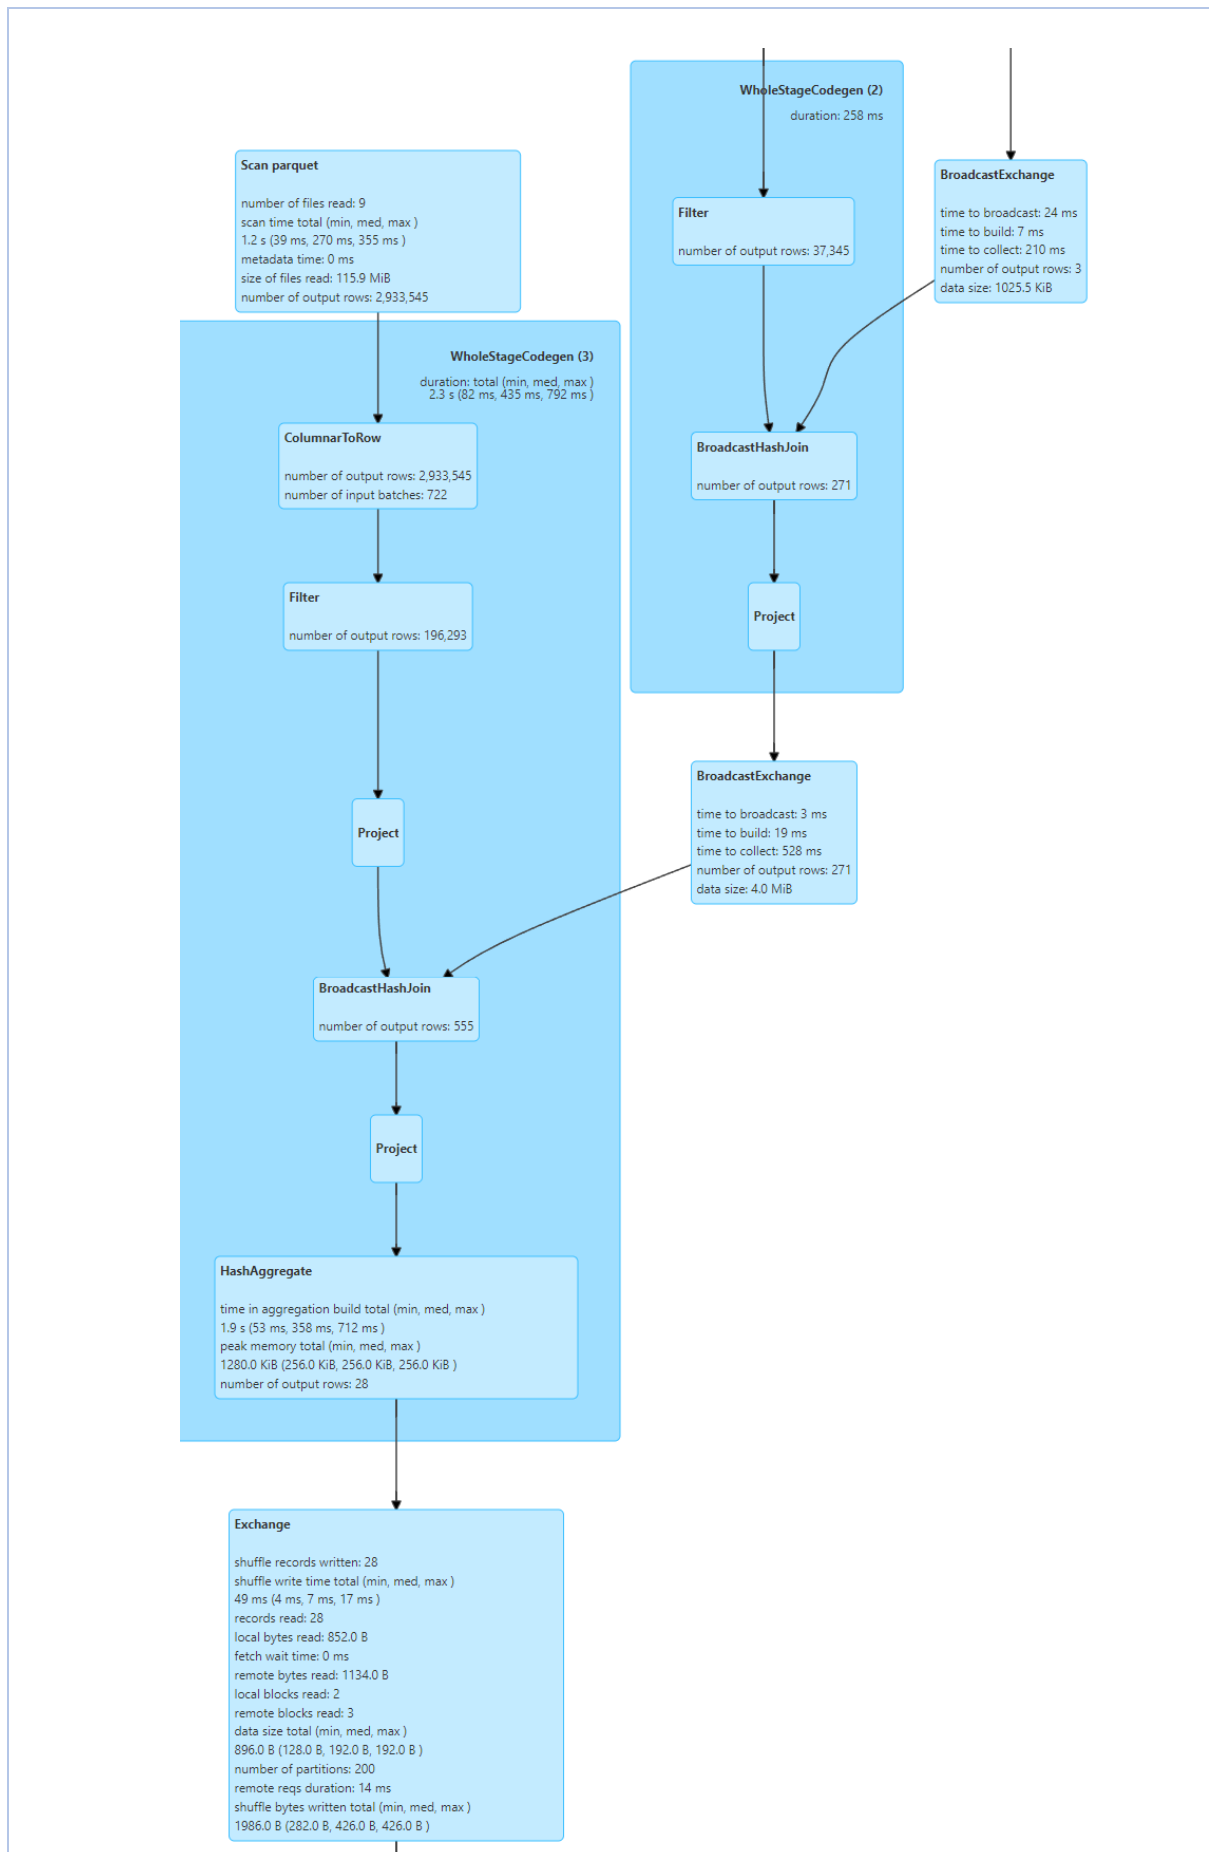 WholeStageCodegen (2)
duration: 258 ms
Scan parquet
number of files read: 9
scan time total (min, med, max )
1.2 s (39 ms, 270 ms, 355 ms )
metadata time: 0 ms
size of files read: 115.9 MiB
number of output rows: 2,933,545
BroadcastExchange
time to broadcast: 24 ms
time to build: 7 ms
time to collect: 210 ms
number of output rows: 3
data size: 1025.5 KiB
Filter
number of output rows: 37,345
WholeStageCodegen (3)
duration: total (min, med, max )
2.3 s (82 ms, 435 ms, 792 ms )
ColumnarToRow
number of output rows: 2,933,545
number of input batches: 722
BroadcastHashJoin
number of output rows: 271
Filter
number of output rows: 196,293
Project
BroadcastExchange
time to broadcast: 3 ms
time to build: 19 ms
time to collect: 528 ms
number of output rows: 271
data size: 4.0 MiB
Project
BroadcastHashJoin
number of output rows: 555
Project
HashAggregate
time in aggregation build total (min, med, max )
1.9 s (53 ms, 358 ms, 712 ms )
peak memory total (min, med, max )
1280.0 KiB (256.0 KiB, 256.0 KiB, 256.0 KiB )
number of output rows: 28
Exchange
shuffle records written: 28
shuffle write time total (min, med, max )
49 ms (4 ms, 7 ms, 17 ms )
records read: 28
local bytes read: 852.0 B
fetch wait time: 0 ms
remote bytes read: 1134.0 B
local blocks read: 2
remote blocks read: 3
data size total (min, med, max )
896.0 B (128.0 B, 192.0 B, 192.0 B )
number of partitions: 200
remote reqs duration: 14 ms
shuffle bytes written total (min, med, max )
1986.0 B (282.0 B, 426.0 B, 426.0 B )